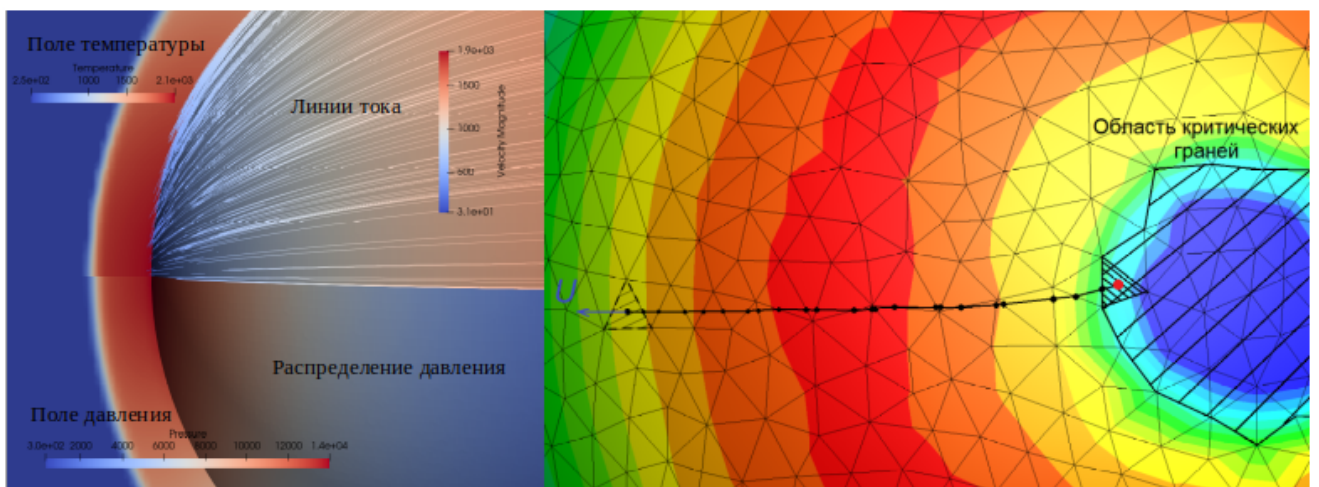 Поле температуры
Temperature
2.5e+02 1000 1500 2.1e+03
Линии тока
1.9e+03
1500
1000
500
3.1e+01
Velocity Magnitude
Распределение давления
Поле давления
Pressure
3.0e+02 2000 4000 6000 8000 10000 12000 1.4e+04
U
Область критических
граней